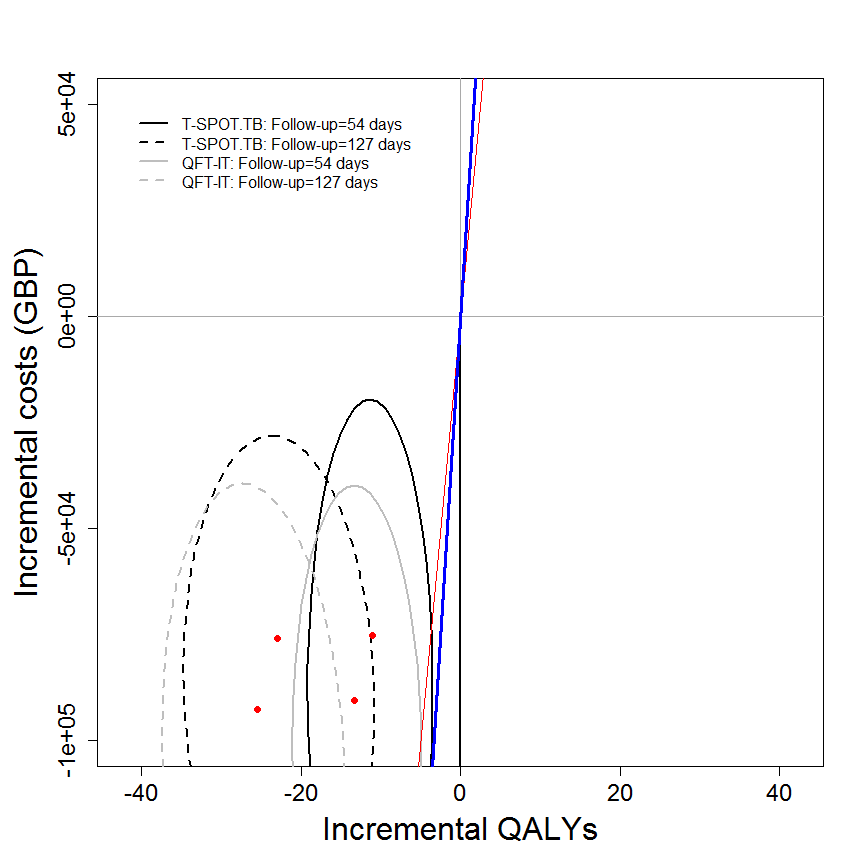 T-SPOT.TB: Follow-up=54 days
T-SPOT.TB: Follow-up=127 days
QFT-IT: Follow-up=54 days
QFT-IT: Follow-up=127 days
Incremental costs (GBP)
5e+04
0e+00
-5e+04
-1e+05
-40 -20 0 20 40
Incremental QALYs